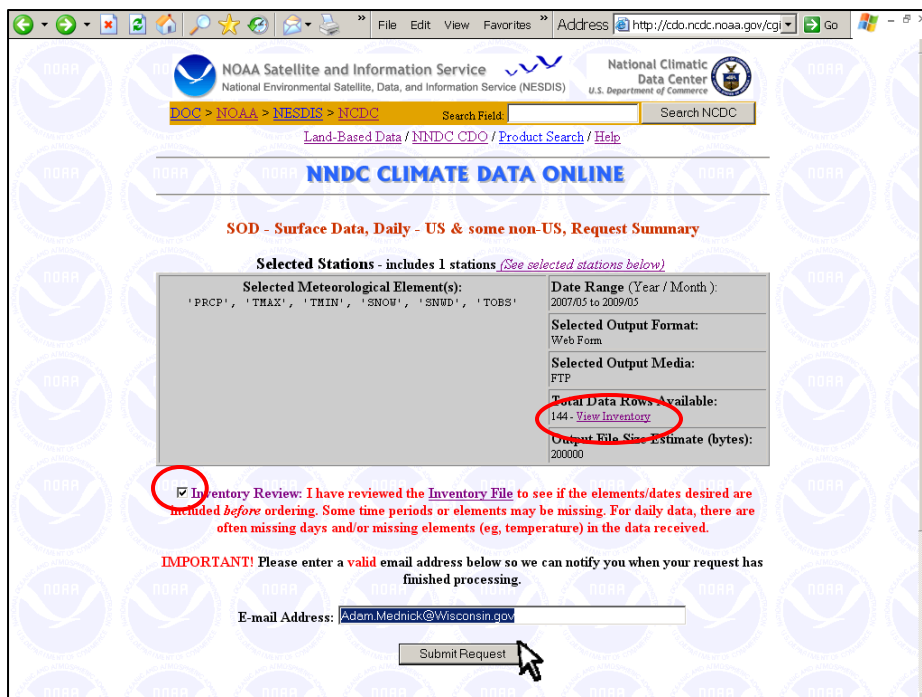 » File Edit View Favorites » Address http://cdo.ncdc.noaa.gov/cgi Go
NOAA Satellite and Information Service
National Environmental Satellite, Data, and Information Service (NESDIS)
National Climatic
Data Center
U.S. Department of Commerce
DOC > NOAA > NESDIS > NCDC Search Field: Search NCDC
Land-Based Data / NNDC CDO / Product Search / Help
NNDC CLIMATE DATA ONLINE
SOD - Surface Data, Daily - US & some non-US, Request Summary
Selected Stations - includes 1 stations (See selected stations below)
Selected Meteorological Element(s):
'PRCP', 'TMAX', 'TMIN', 'SNOW', 'SNWD', 'TOBS'
Date Range (Year / Month ):
2007/05 to 2009/05
Selected Output Format:
Web Form
Selected Output Media:
FTP
Total Data Rows Available:
144 - View Inventory
Output File Size Estimate (bytes):
200000
Inventory Review: I have reviewed the Inventory File to see if the elements/dates desired are
included before ordering. Some time periods or elements may be missing. For daily data, there are
often missing days and/or missing elements (eg, temperature) in the data received.
IMPORTANT! Please enter a valid email address below so we can notify you when your request has
finished processing.
E-mail Address: Adam.Mednick@Wisconsin.gov
Submit Request